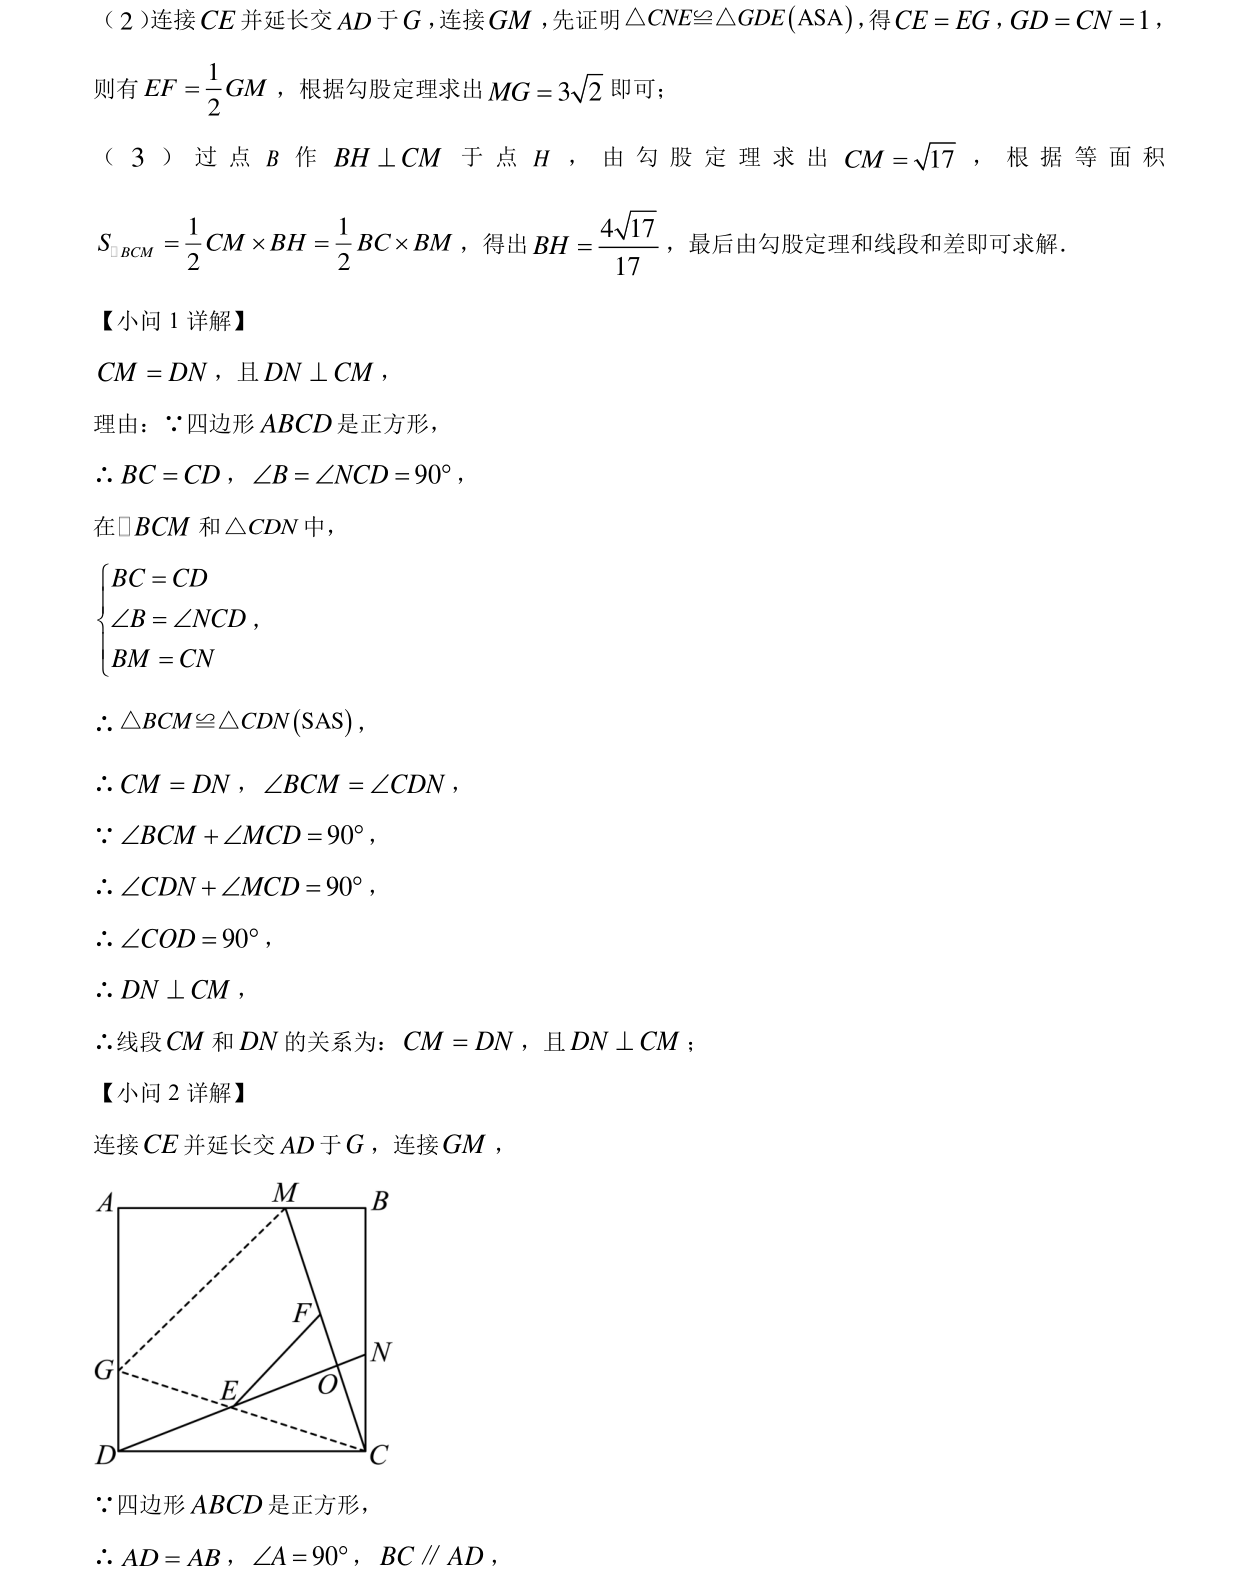 （2）连接CE并延长交AD于G,连接GM,先证明△CNE≌△GDE(ASA),得CE=EG,GD=CN=1,
则有EF=\frac{1}{2}GM，根据勾股定理求出MG=3√2即可；
（3）过点B作BH⊥CM于点H，由勾股定理求出CM=√17，根据等面积
S_{□BCM}=\frac{1}{2}CM×BH=\frac{1}{2}BC×BM，得出BH=\frac{4√17}{17}，最后由勾股定理和线段和差即可求解．
【小问1详解】
CM=DN，且DN⊥CM，
理由：∵四边形ABCD是正方形，
∴BC=CD，∠B=∠NCD=90°，
在□BCM和△CDN中，
{BC=CD
∠B=∠NCD，
BM=CN
∴△BCM≌△CDN(SAS)，
∴CM=DN，∠BCM=∠CDN，
∵∠BCM+∠MCD=90°，
∴∠CDN+∠MCD=90°，
∴∠COD=90°，
∴DN⊥CM，
∴线段CM和DN的关系为：CM=DN，且DN⊥CM；
【小问2详解】
连接CE并延长交AD于G，连接GM，
A M B
F
N
G
E O
D C
∵四边形ABCD是正方形，
∴AD=AB，∠A=90°，BC∥AD，